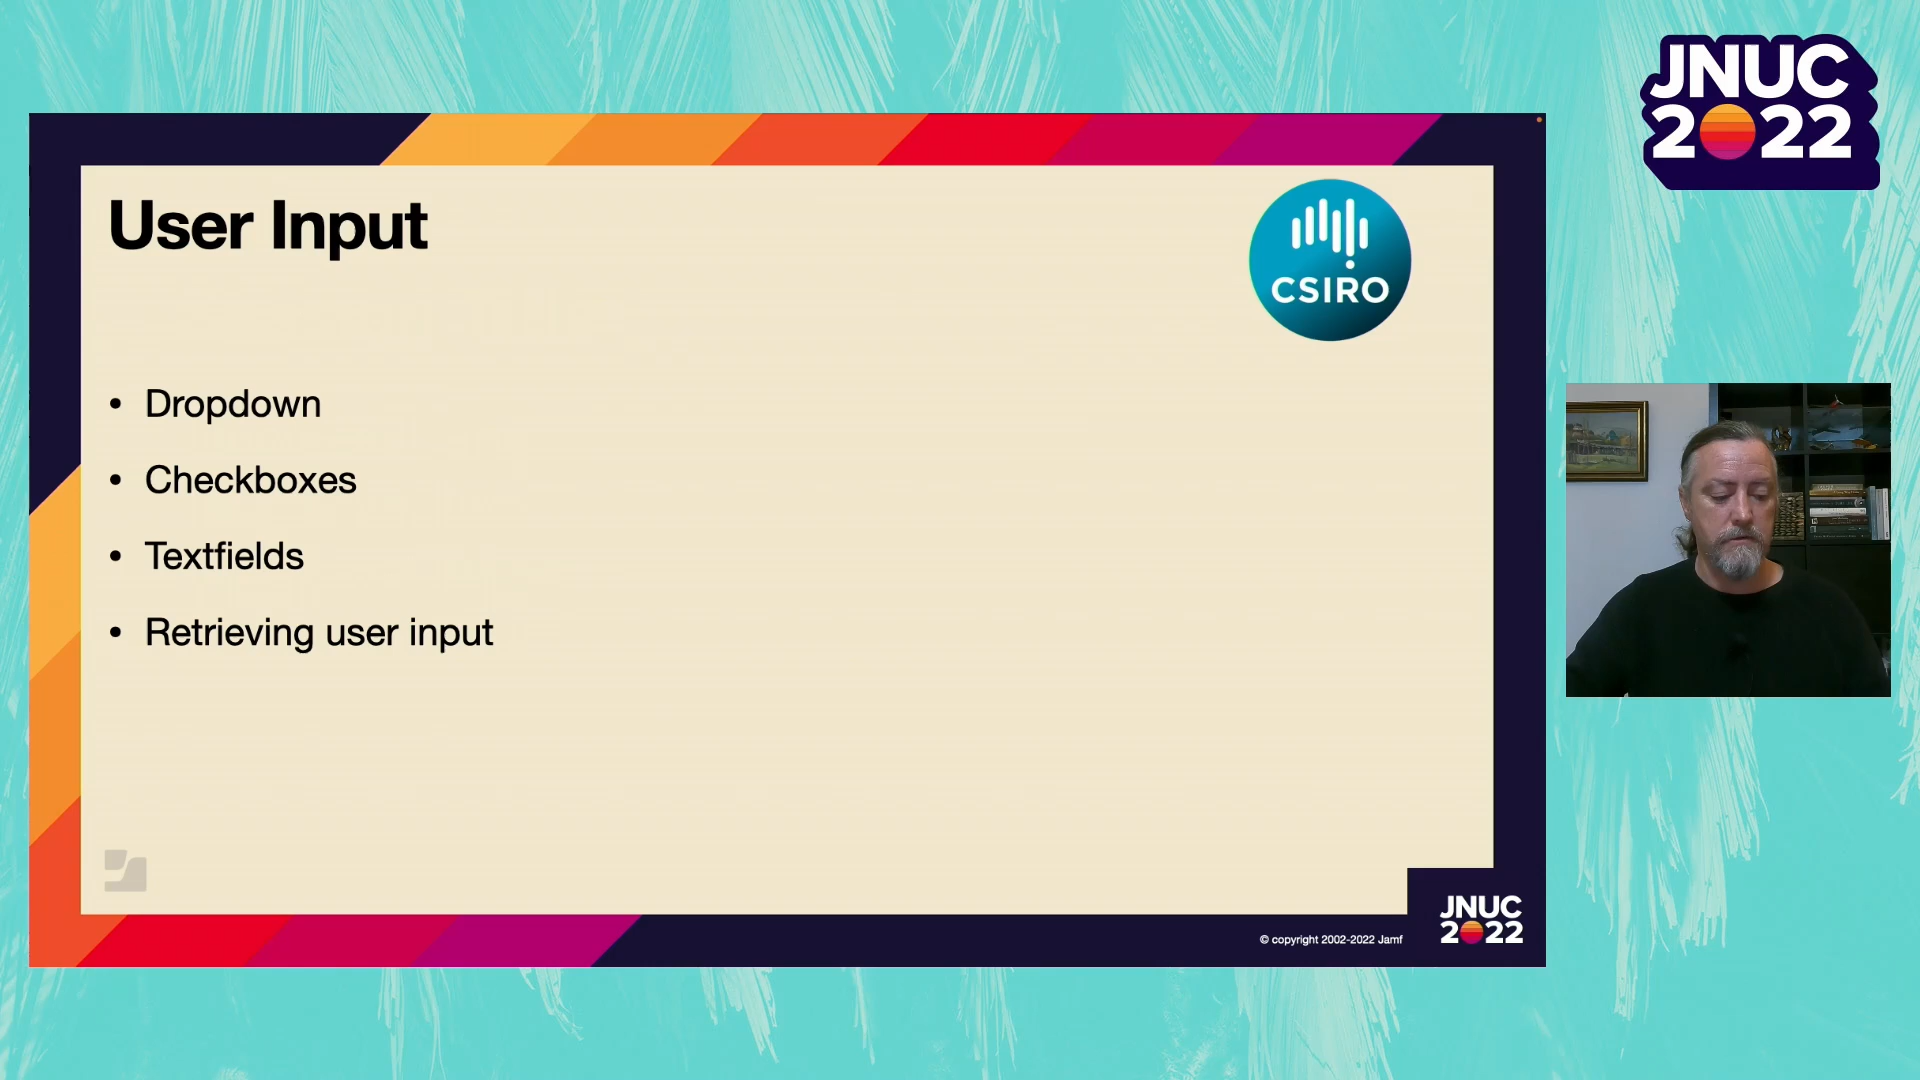 JNUC
2022
User Input
CSIRO
• Dropdown
• Checkboxes
• Textfields
• Retrieving user input
© copyright 2002-2022 Jamf
JNUC
2022